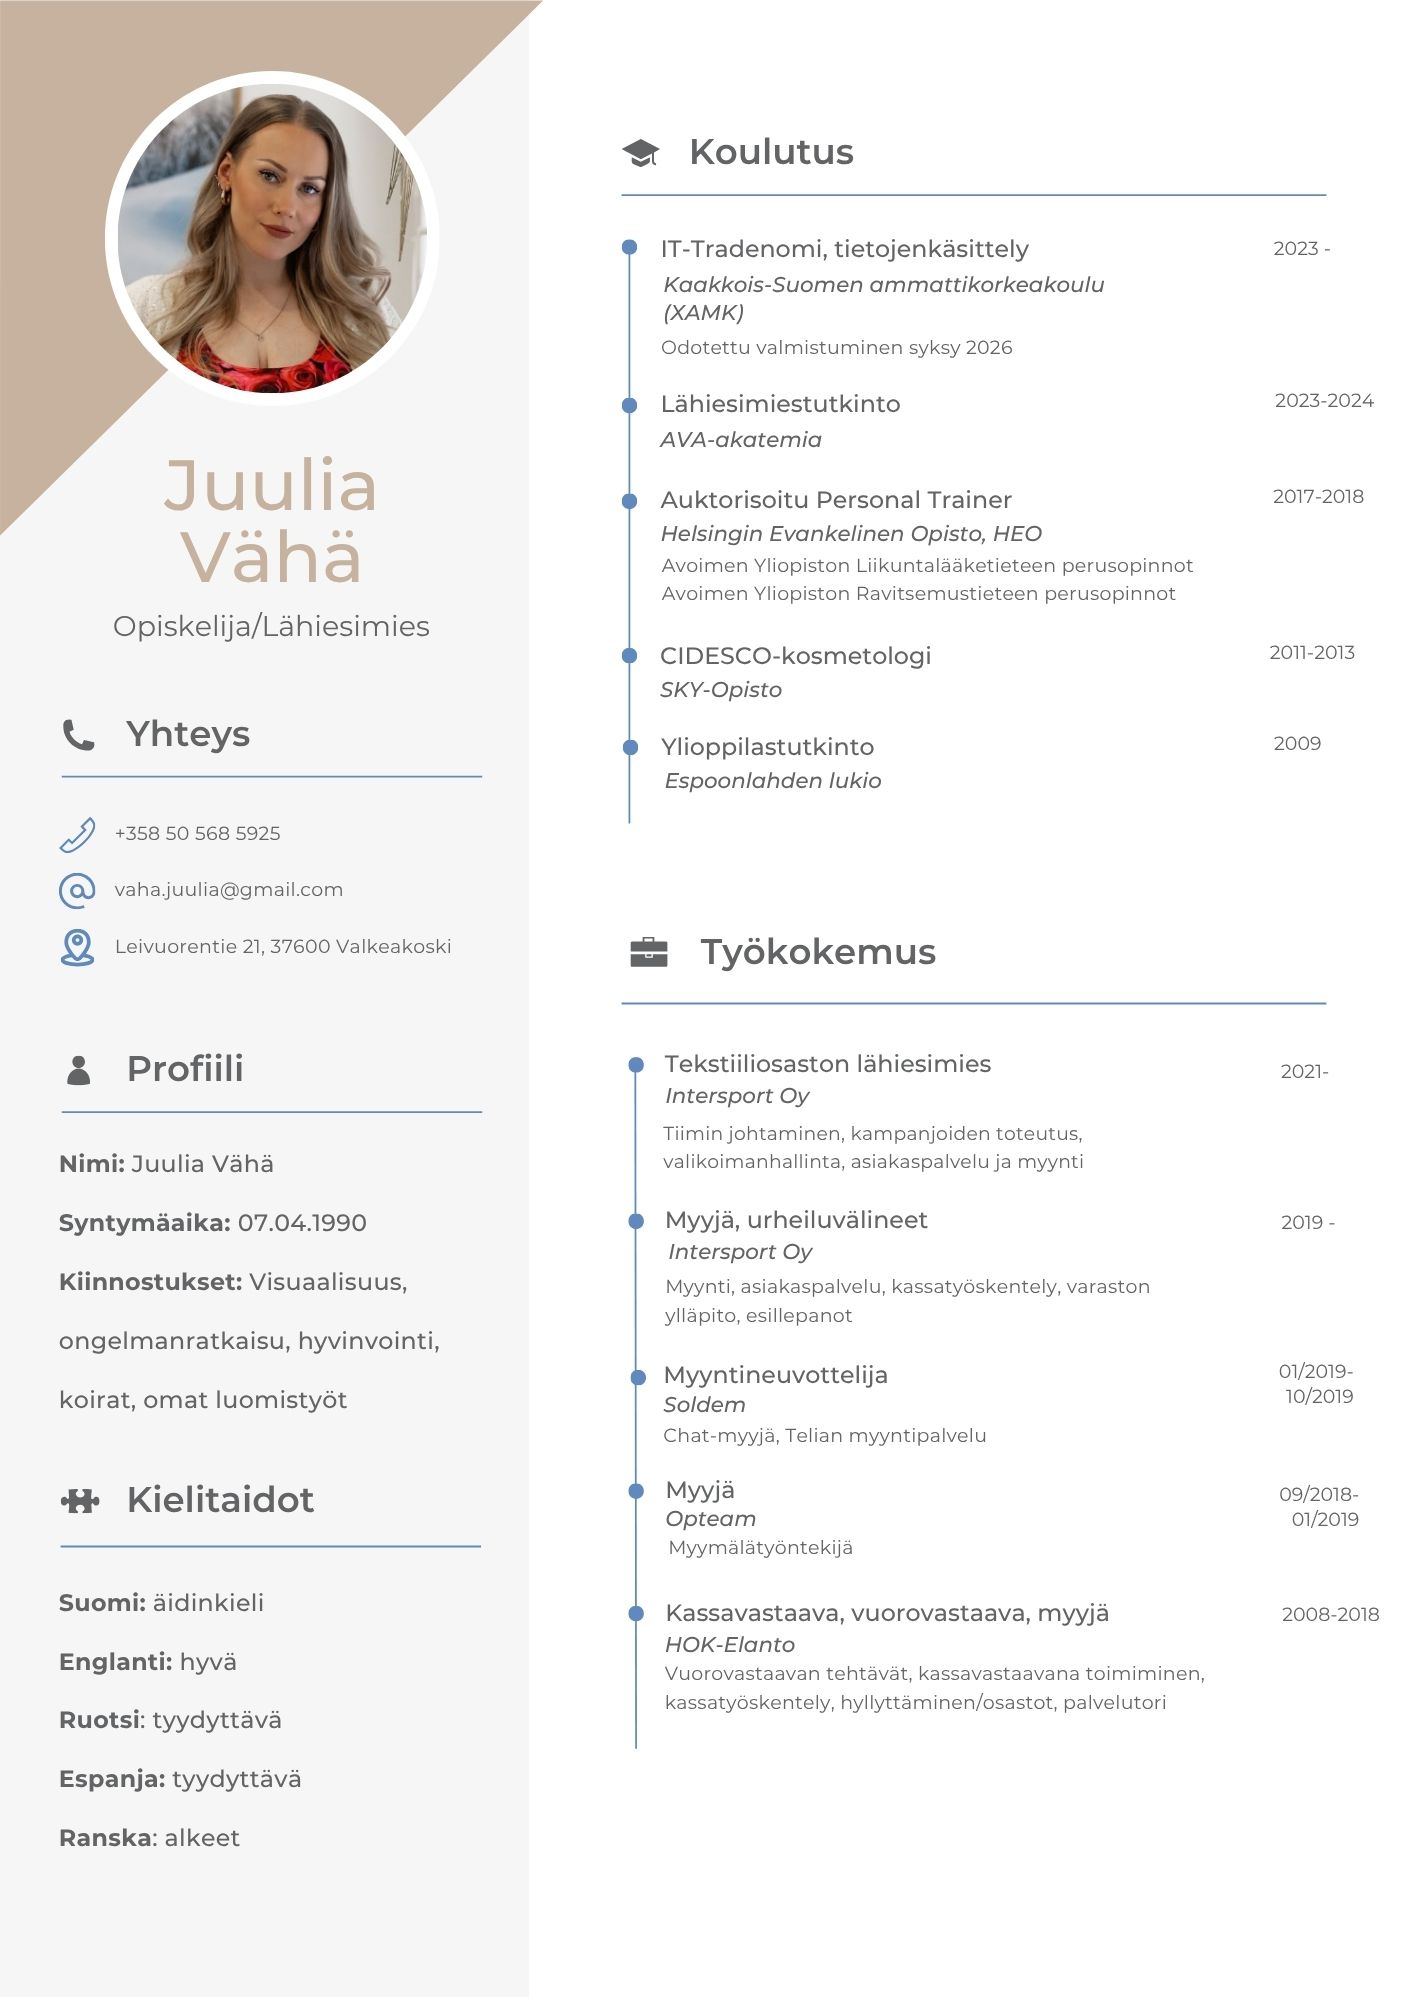 Juulia
Vähä
Opiskelija/Lähiesimies
Yhteys
+358 50 568 5925
vaha.juulia@gmail.com
Leivuorentie 21, 37600 Valkeakoski
Profiili
Nimi: Juulia Vähä
Syntymäaika: 07.04.1990
Kiinnostukset: Visuaalisuus,
ongelmanratkaisu, hyvinvointi,
koirat, omat luomistyöt
Kielitaidot
Suomi: äidinkieli
Englanti: hyvä
Ruotsi: tyydyttävä
Espanja: tyydyttävä
Ranska: alkeet
Koulutus
IT-Tradenomi, tietojenkäsittely 2023 -
Kaakkois-Suomen ammattikorkeakoulu
(XAMK)
Odotettu valmistuminen syksy 2026
Lähiesimiestutkinto 2023-2024
AVA-akatemia
Auktorisoitu Personal Trainer 2017-2018
Helsingin Evankelinen Opisto, HEO
Avoimen Yliopiston Liikuntalääketieteen perusopinnot
Avoimen Yliopiston Ravitsemustieteen perusopinnot
CIDESCO-kosmetologi 2011-2013
SKY-Opisto
Ylioppilastutkinto 2009
Espoonlahden lukio
Työkokemus
Tekstiiliosaston lähiesimies 2021-
Intersport Oy
Tiimin johtaminen, kampanjoiden toteutus,
valikoimanhallinta, asiakaspalvelu ja myynti
Myyjä, urheiluvälineet 2019 -
Intersport Oy
Myynti, asiakaspalvelu, kassatyöskentely, varaston
ylläpito, esillepanot
Myyntineuvottelija 01/2019-
10/2019
Soldem
Chat-myyjä, Telian myyntipalvelu
Myyjä 09/2018-
01/2019
Opteam
Myymälätyöntekijä
Kassavastaava, vuorovastaava, myyjä 2008-2018
HOK-Elanto
Vuorovastaavan tehtävät, kassavastaavana toimiminen,
kassatyöskentely, hyllyttäminen/osastot, palvelutori